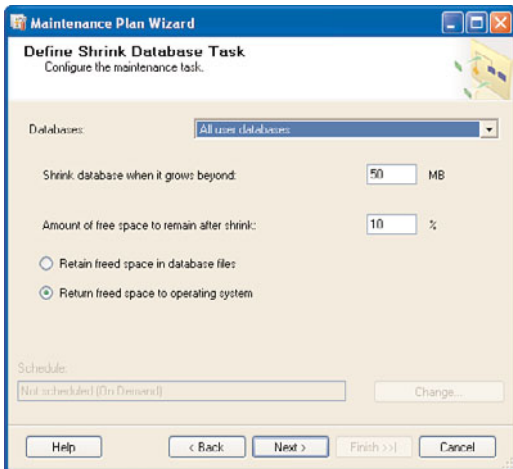 Maintenance Plan Wizard
Define Shrink Database Task
Configure the maintenance task.
Databases: All user databases
Shrink database when it grows beyond: 50 MB
Amount of free space to remain after shrink: 10 %
Retain freed space in database files
Return freed space to operating system
Schedule:
Not scheduled (On Demand) Change...
Help < Back Next > Finish >>| Cancel